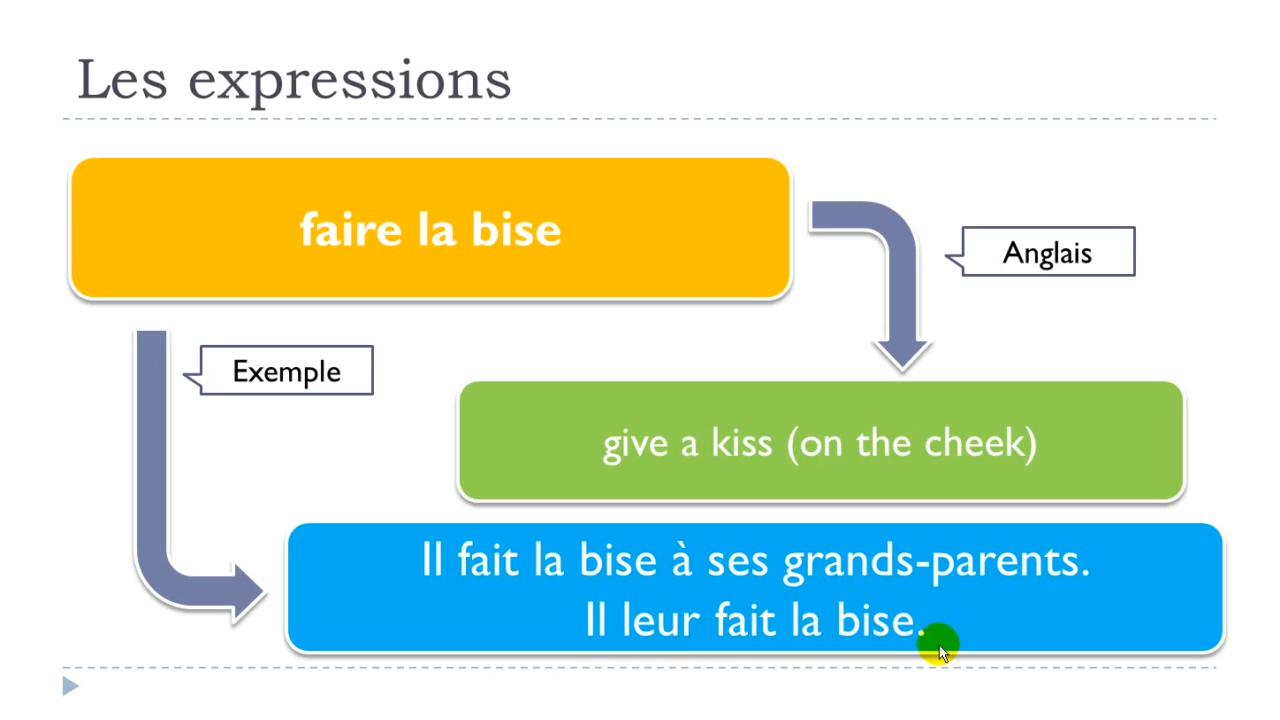 Les expressions
faire la bise
Anglais
Exemple
give a kiss (on the cheek)
Il fait la bise à ses grands-parents.
Il leur fait la bise.